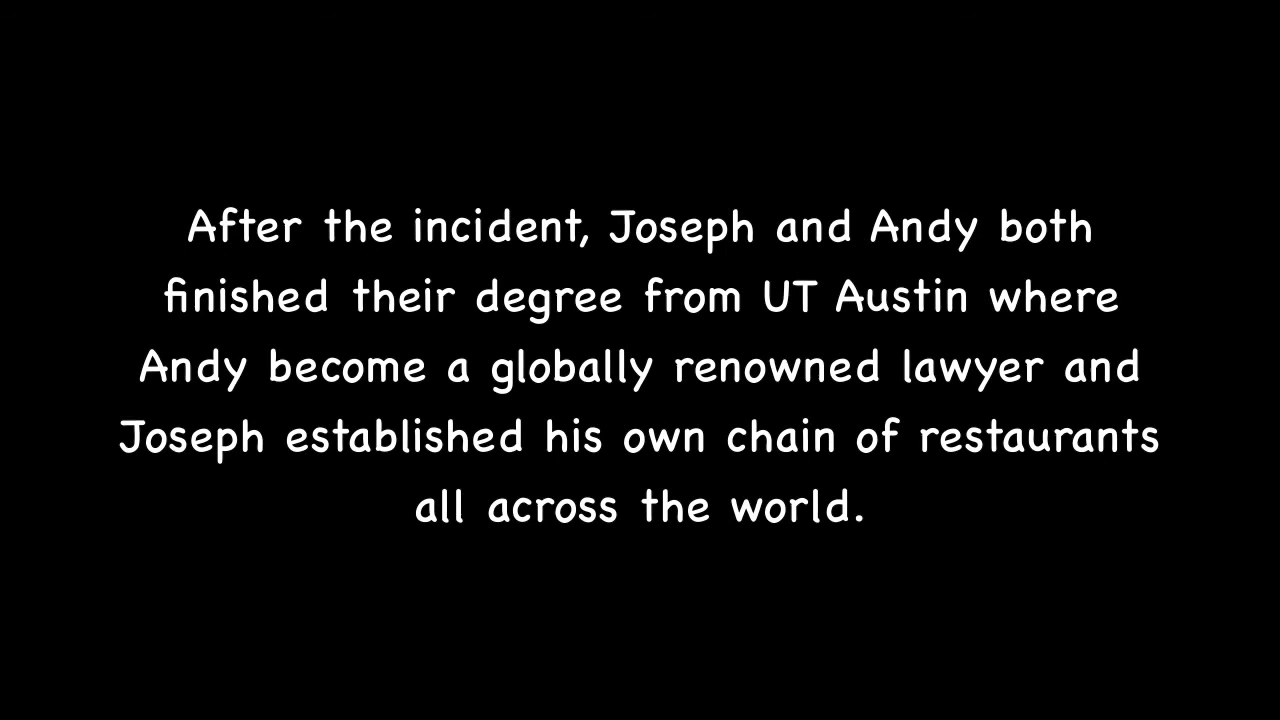 After the incident, Joseph and Andy both
finished their degree from UT Austin where
Andy become a globally renowned lawyer and
Joseph established his own chain of restaurants
all across the world.